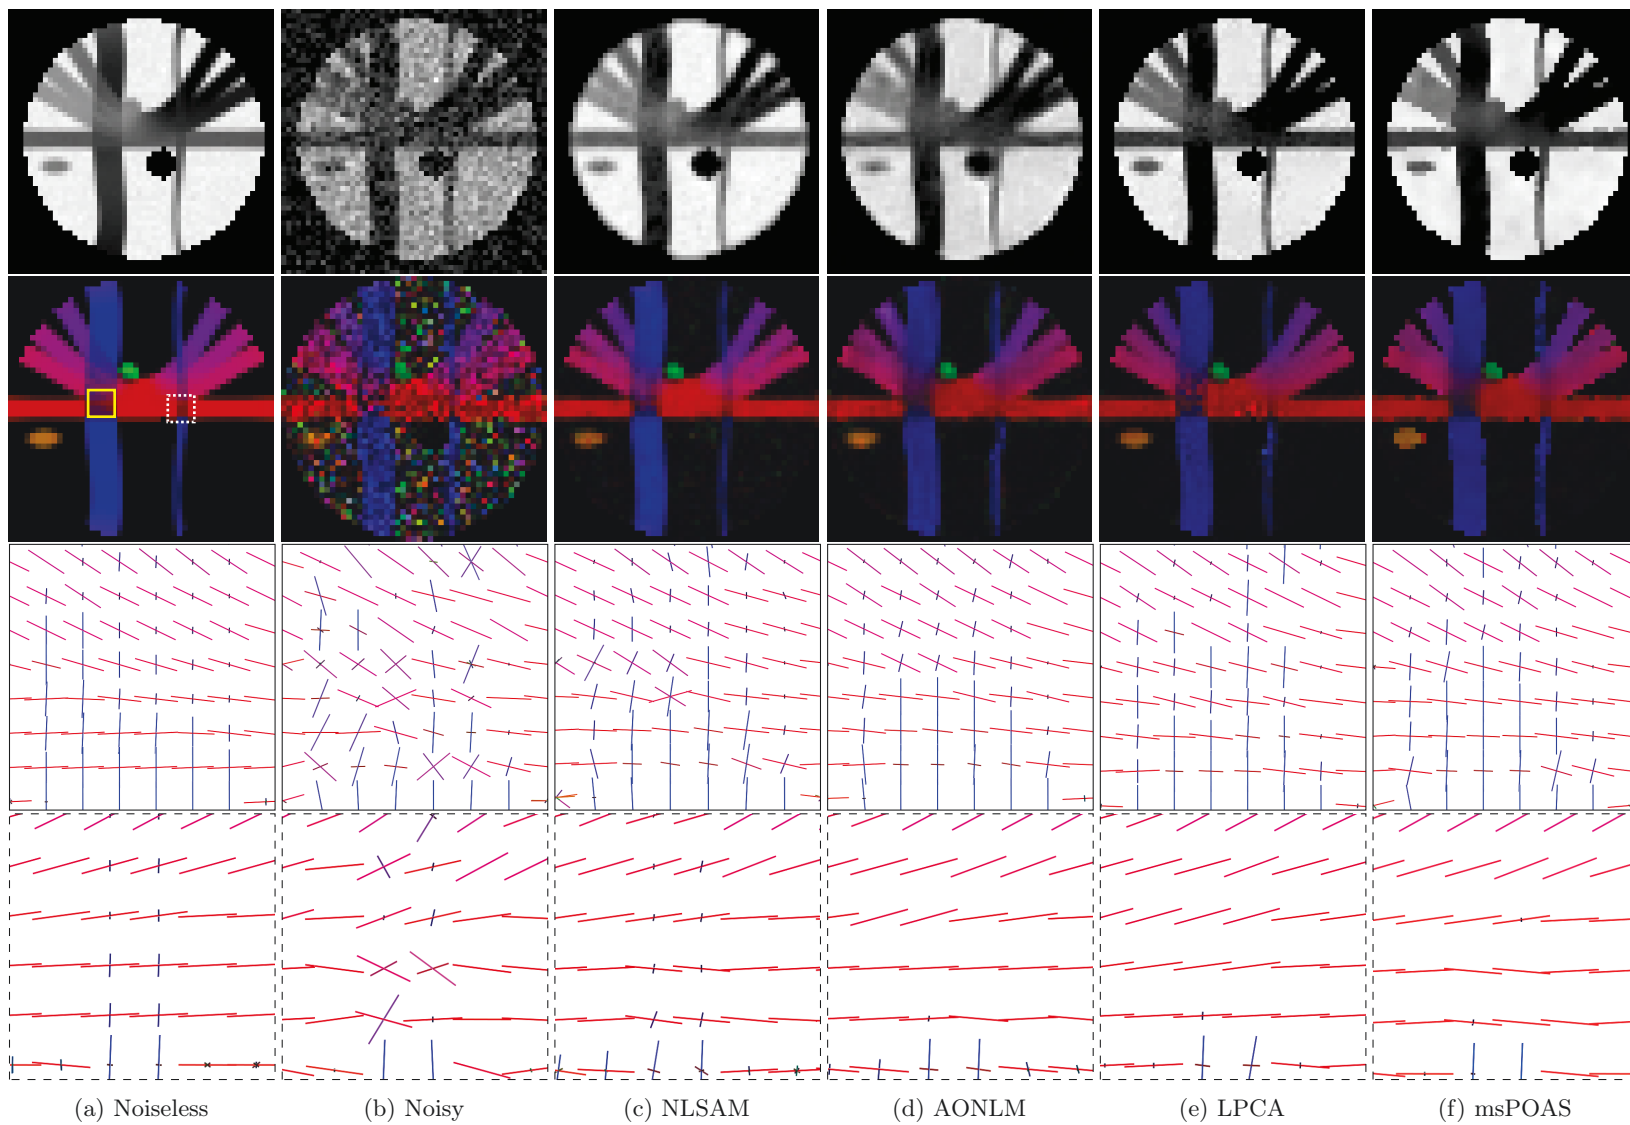 (a) Noiseless
(b) Noisy
(c) NLSAM
(d) AONLM
(e) LPCA
(f) msPOAS